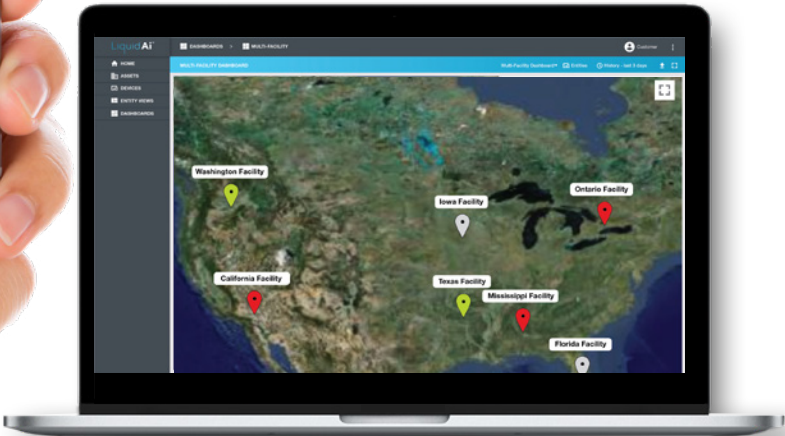 LiquidAi
DASHBOARDS > MULTI-FACILITY
Customer
HOME
ASSETS
DEVICES
ENTITY VIEWS
DASHBOARDS
MULTI-FACILITY DASHBOARD
Multi-Facility Dashboard
Entities
History - last 5 days
Washington Facility
Iowa Facility
Ontario Facility
California Facility
Texas Facility
Mississippi Facility
Florida Facility